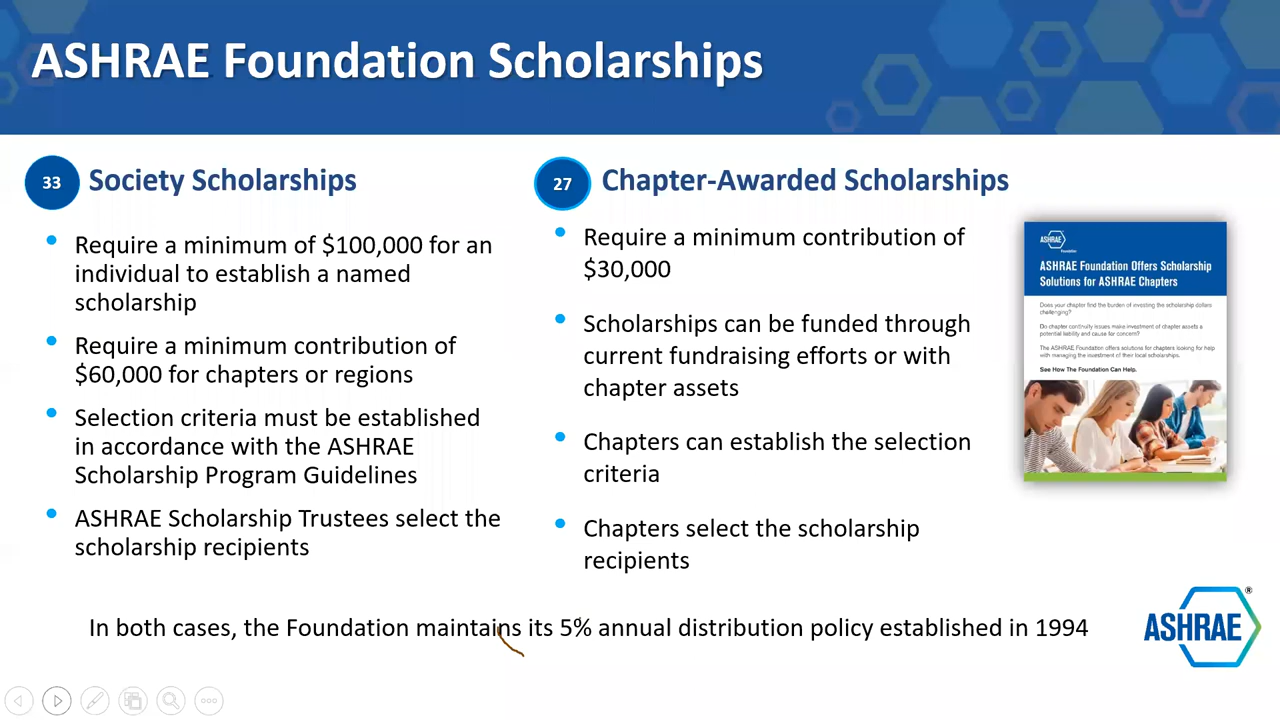 ASHRAE Foundation Scholarships
33
Society Scholarships
Require a minimum of $100,000 for an
individual to establish a named
scholarship
Require a minimum contribution of
$60,000 for chapters or regions
Selection criteria must be established
in accordance with the ASHRAE
Scholarship Program Guidelines
ASHRAE Scholarship Trustees select the
scholarship recipients
27
Chapter-Awarded Scholarships
Require a minimum contribution of
$30,000
Scholarships can be funded through
current fundraising efforts or with
chapter assets
Chapters can establish the selection
criteria
Chapters select the scholarship
recipients
ASHRAE
Foundation
ASHRAE Foundation Offers Scholarship
Solutions for ASHRAE Chapters
Does your chapter find the burden of investing the scholarship dollars
challenging?
Do chapter continuity issues make investment of chapter assets a
potential liability and cause for concern?
The ASHRAE Foundation offers solutions for chapters looking for help
with managing the investment of their local scholarships.
See How The Foundation Can Help.
In both cases, the Foundation maintains its 5% annual distribution policy established in 1994
ASHRAE®